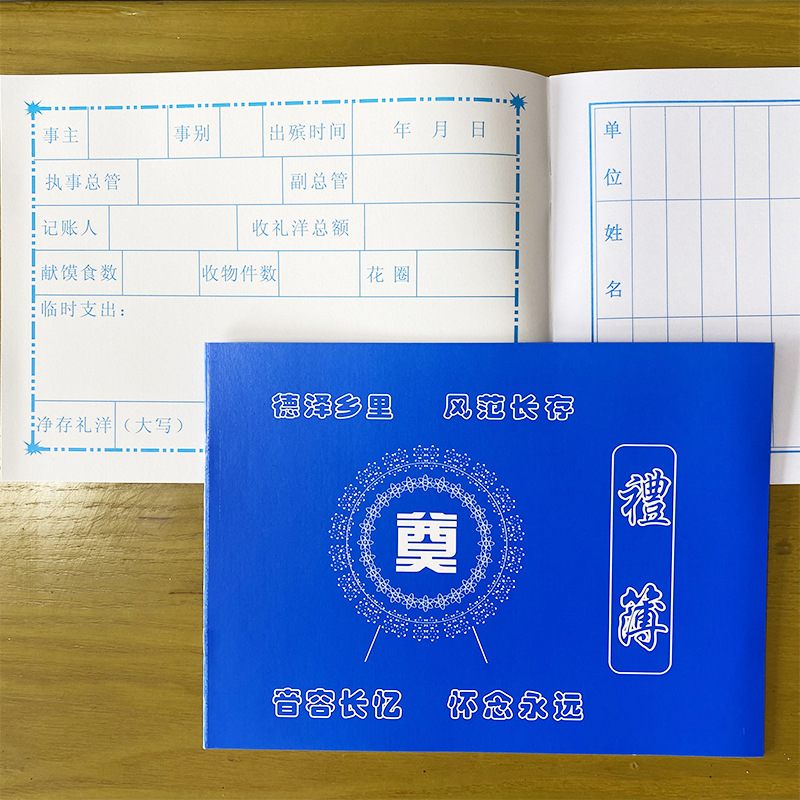 事主 事别 出殡时间 年 月 日
执事总管 副总管
记账人 收礼洋总额
献馍食数 收物件数 花 圈
临时支出：
净存礼洋 （大写）
单位姓名
德泽乡里 风范长存
奠
禮薄
音容长忆 怀念永远